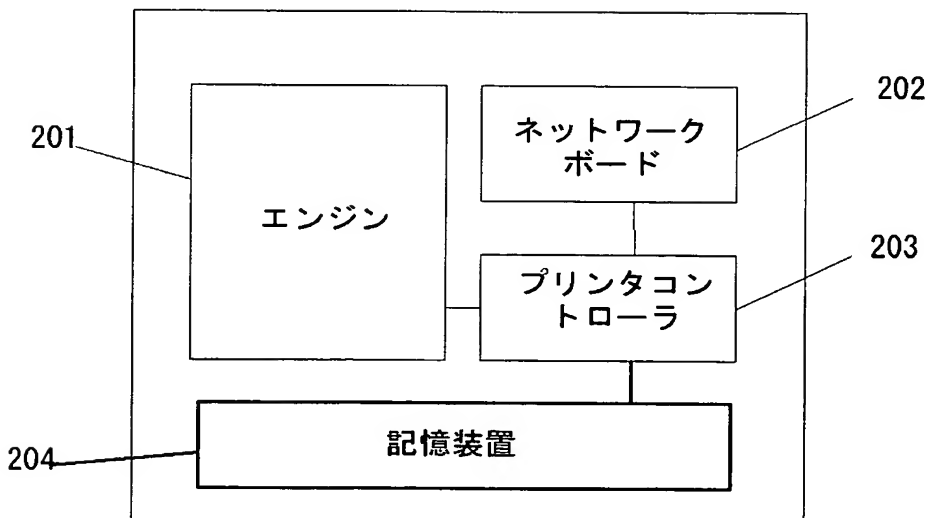 201
エンジン
ネットワーク
ボード
202
プリンタコン
トローラ
203
204
記憶装置